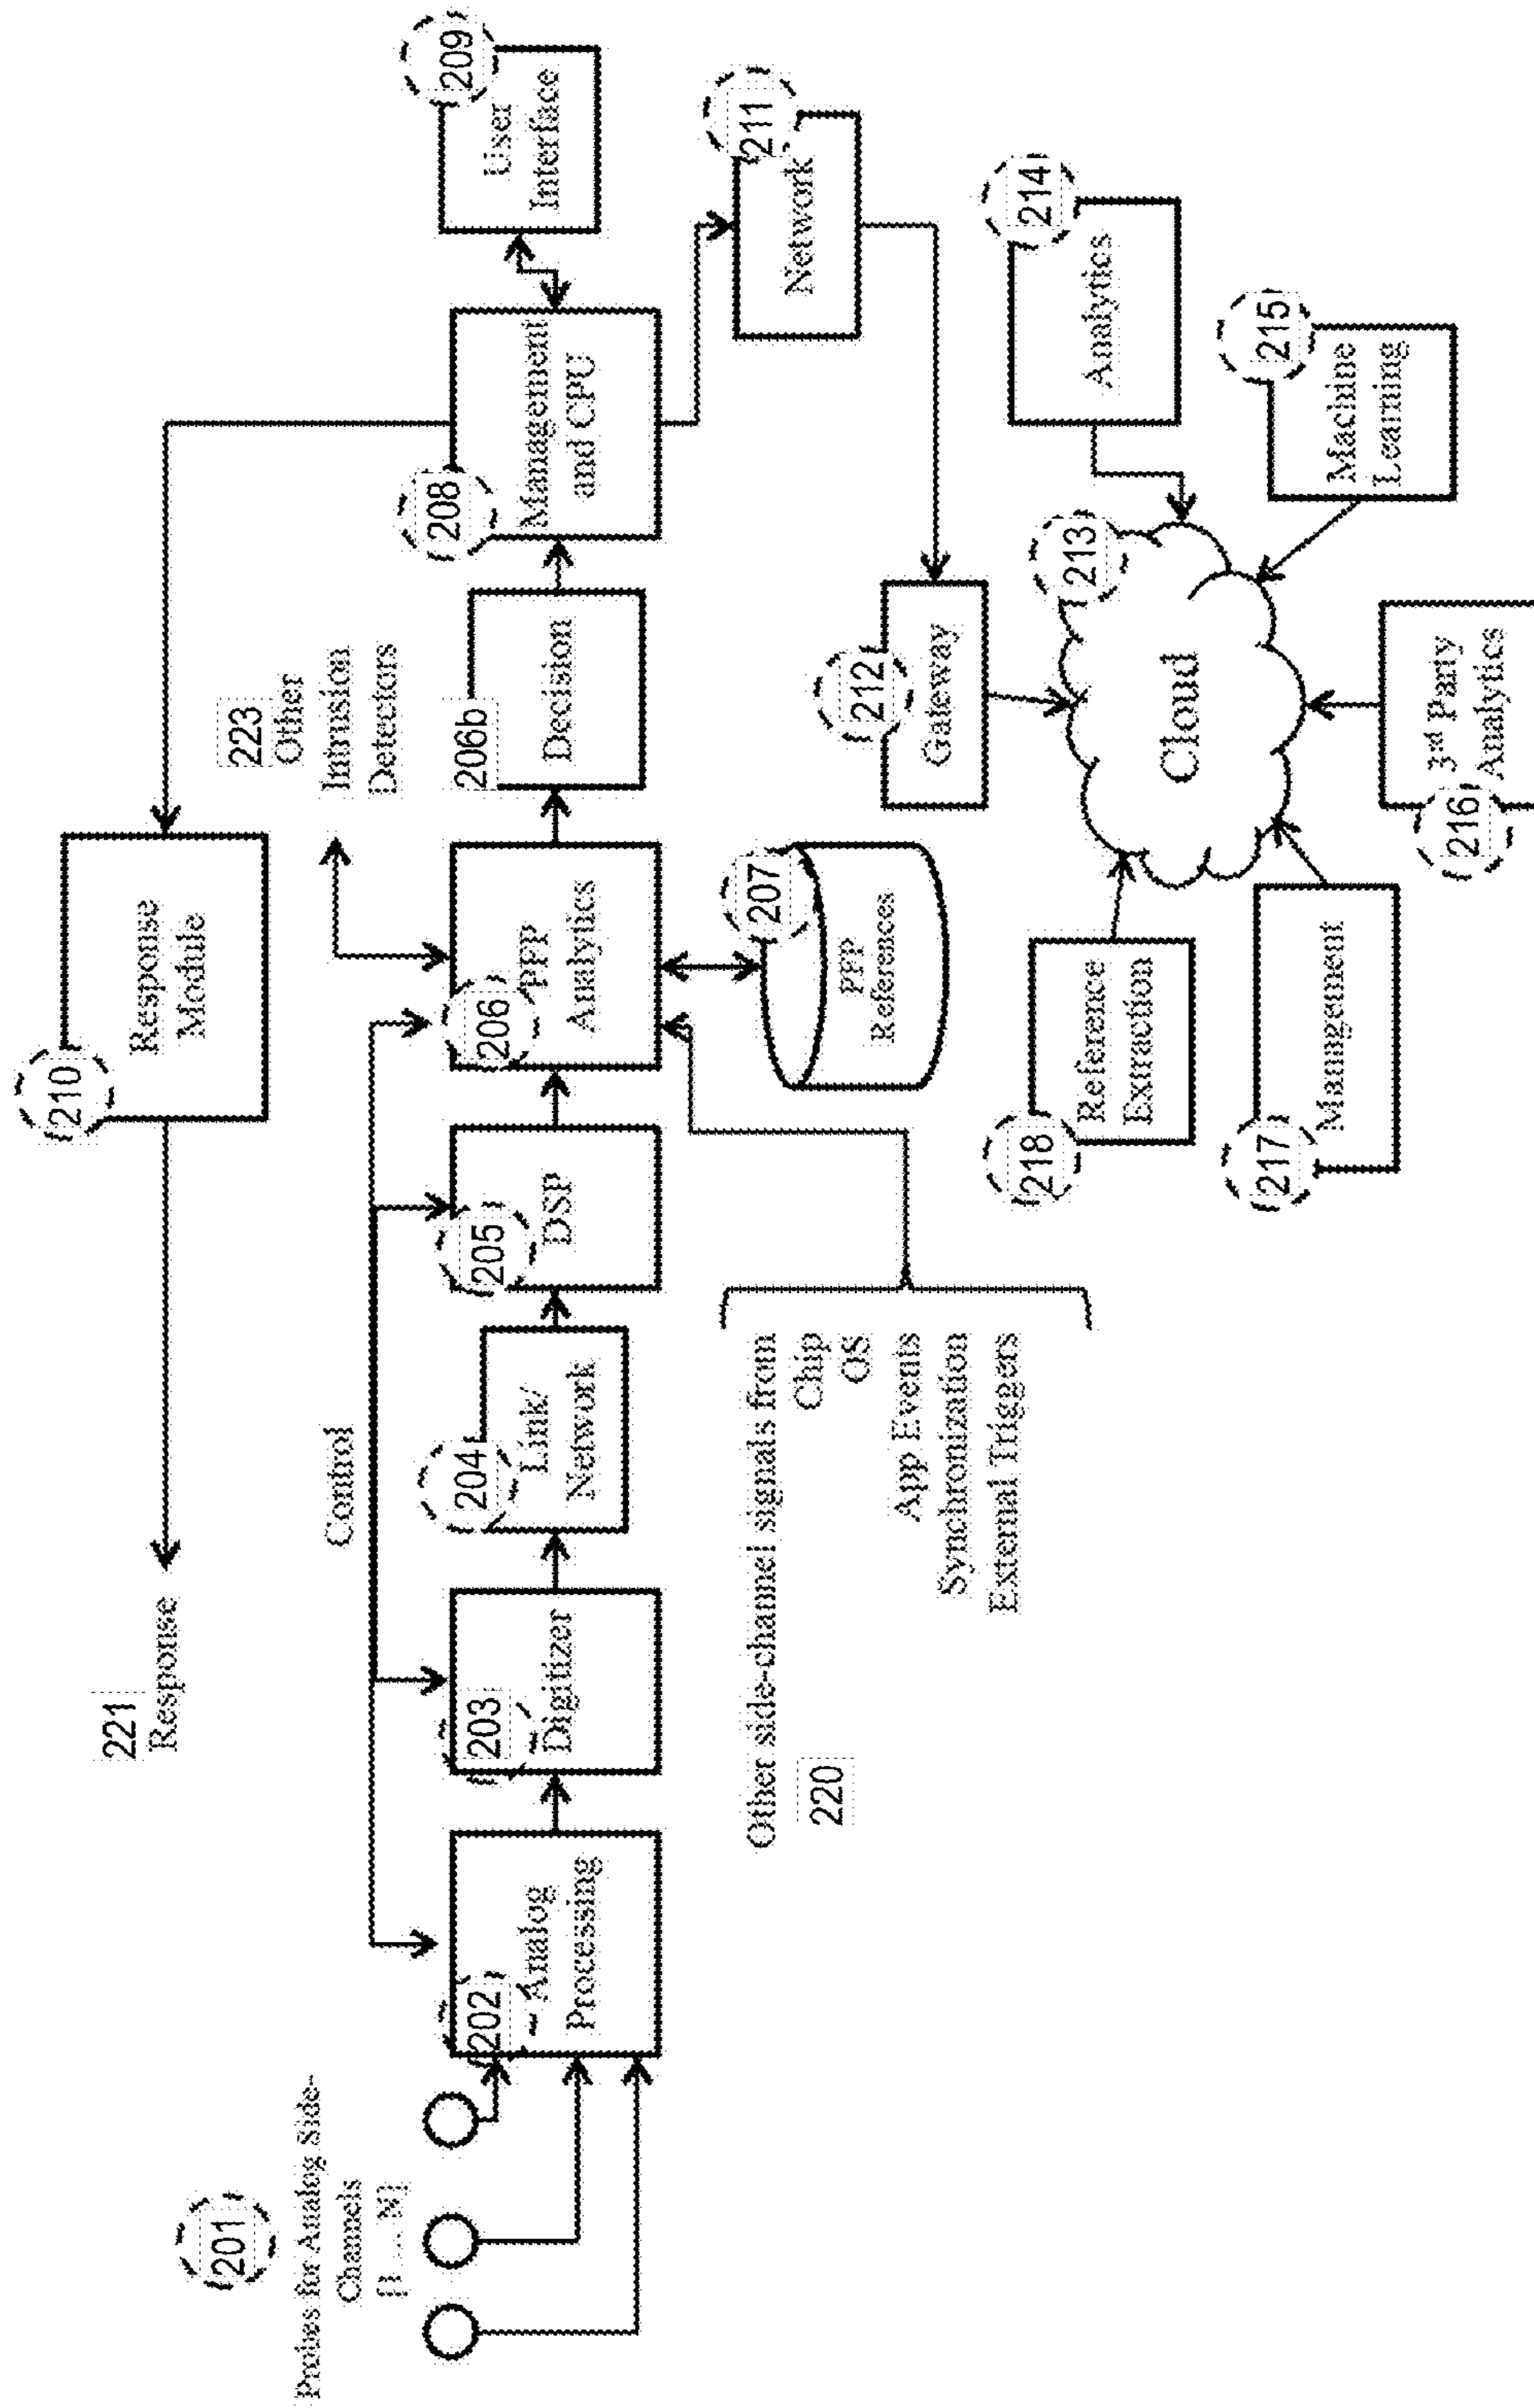 210
Response
Module
221
Response
223
Other
Intrusion
Detectors
Control
201
Probes for Analog Side-
Channels
[1 ... N]
202
Analog
Processing
203
Digitizer
204
Link/
Network
205
DSP
206
PFP
Analytics
206b
Decision
208
Management
and CPU
209
User
Interface
207
PFP
References
211
Network
Other side-channel signals from
Chip
OS
App Events
Synchronization
External Triggers
220
212
Gateway
213
Cloud
214
Analytics
215
Machine
Learning
216
3rd Party
Analytics
217
Management
218
Reference
Extraction